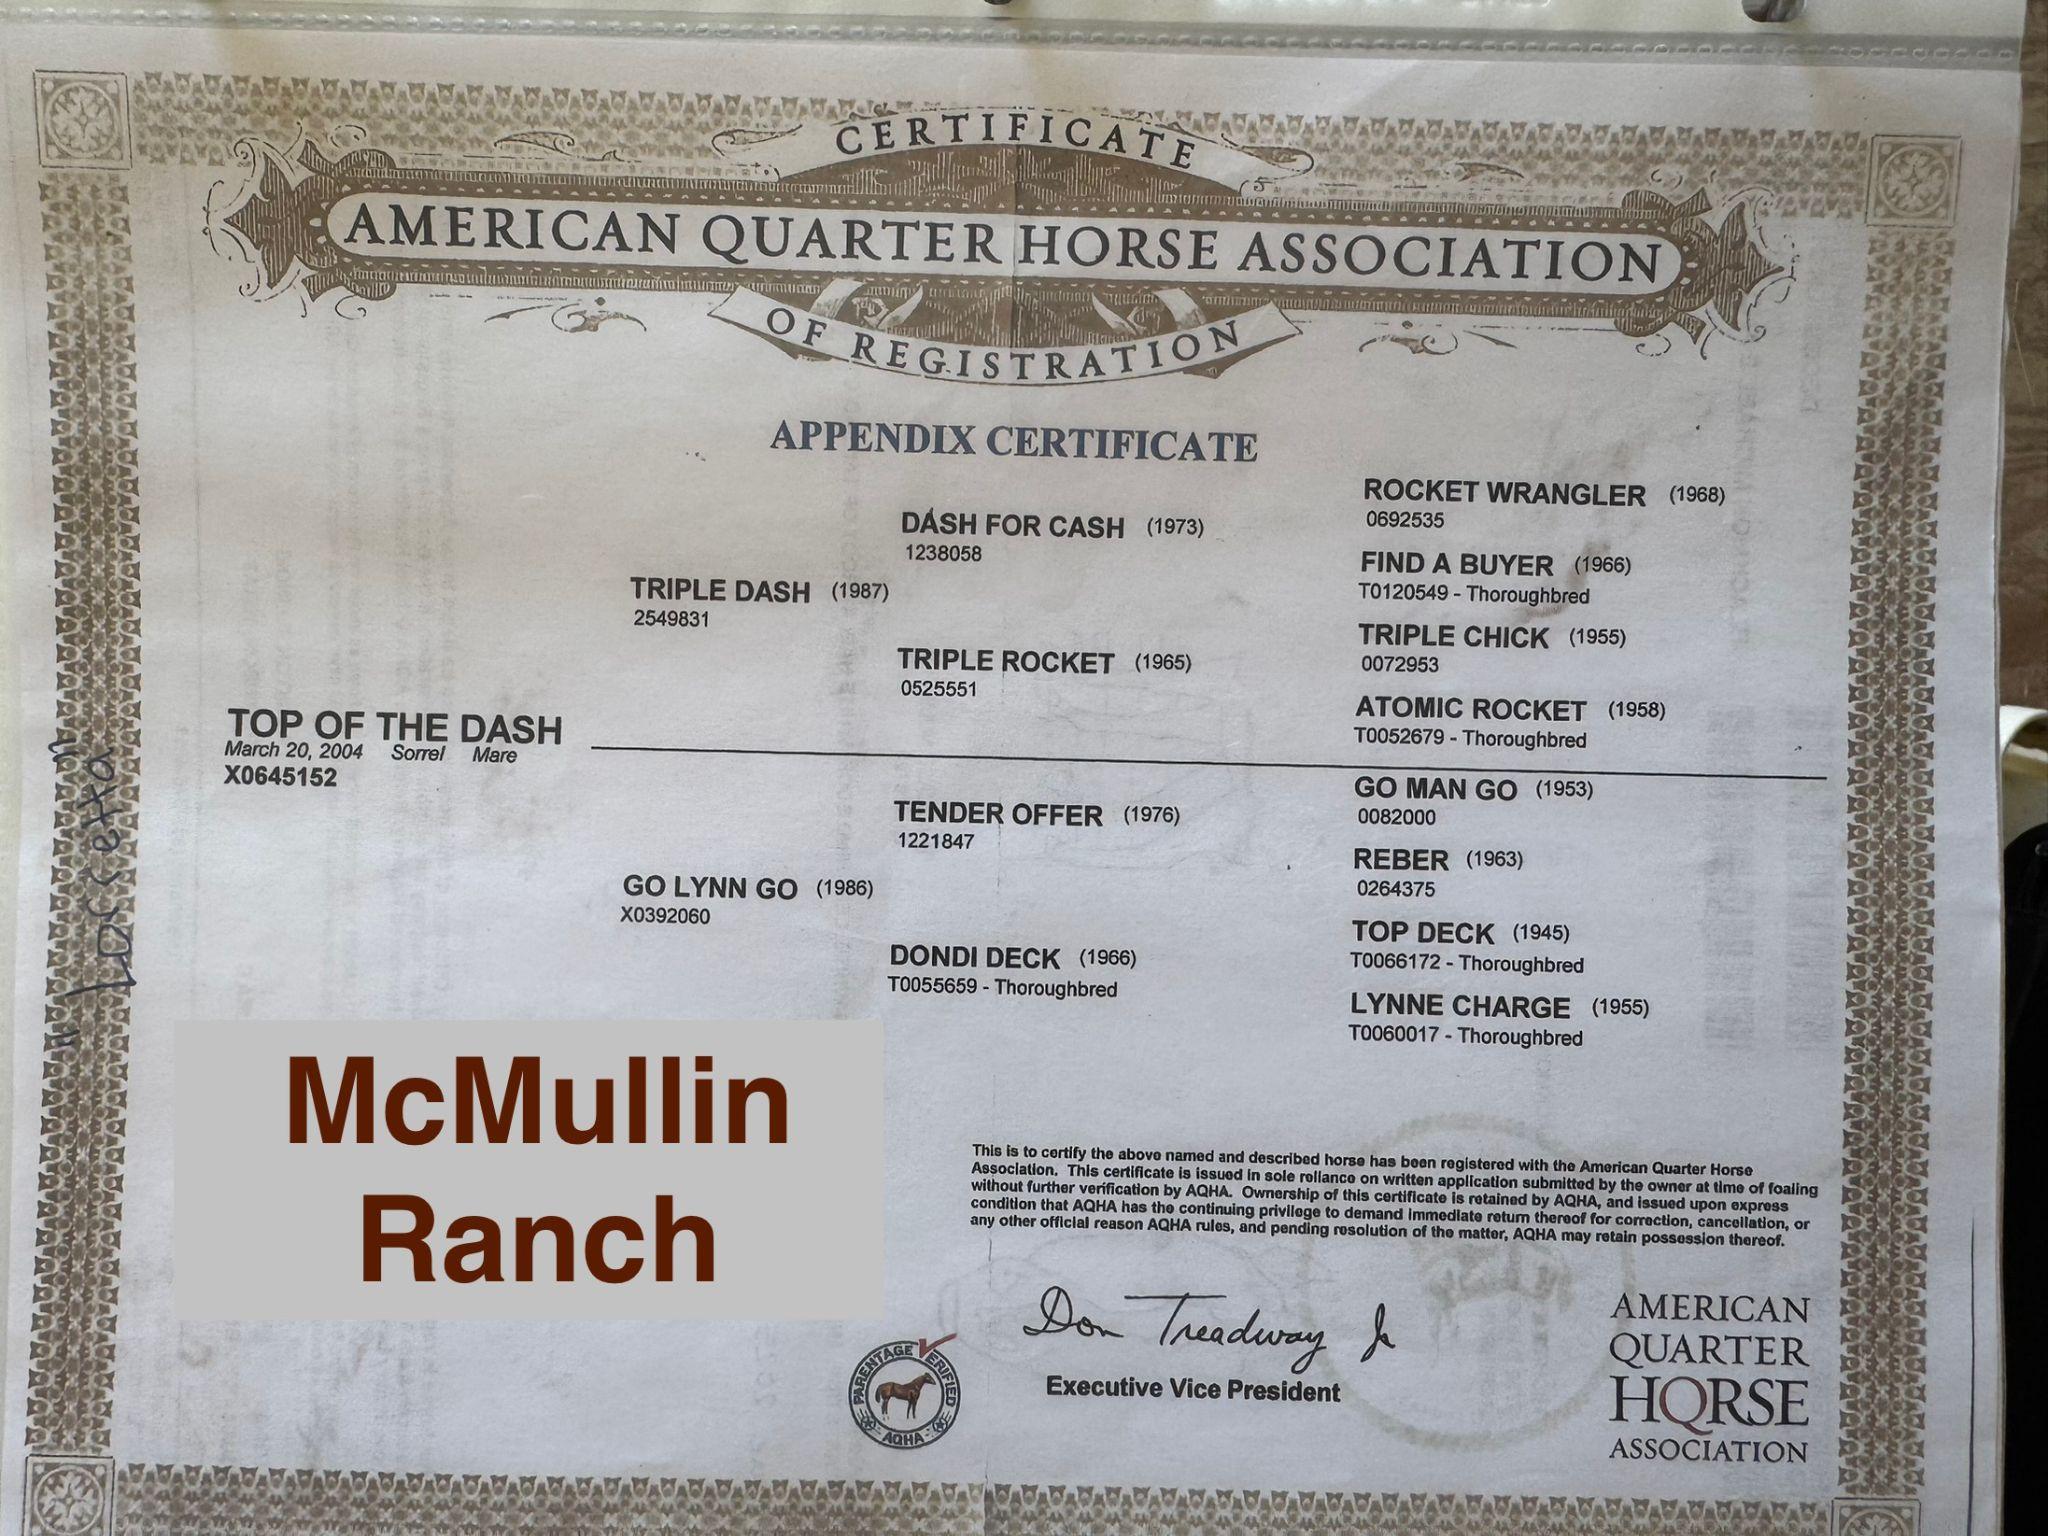 CERTIFICATE
AMERICAN QUARTER HORSE ASSOCIATION
OF REGISTRATION
APPENDIX CERTIFICATE
TOP OF THE DASH
March 20, 2004 Sorrel Mare
X0645152
TRIPLE DASH (1987)
2549831
GO LYNN GO (1986)
X0392060
DASH FOR CASH (1973)
1238058
TRIPLE ROCKET (1965)
0525551
TENDER OFFER (1976)
1221847
DONDI DECK (1966)
T0055659 - Thoroughbred
ROCKET WRANGLER (1968)
0692535
FIND A BUYER (1966)
T0120549 - Thoroughbred
TRIPLE CHICK (1955)
0072953
ATOMIC ROCKET (1958)
T0052679 - Thoroughbred
GO MAN GO (1953)
0082000
REBER (1963)
0264375
TOP DECK (1945)
T0066172 - Thoroughbred
LYNNE CHARGE (1955)
T0060017 - Thoroughbred
"Lorretta"
McMullin
Ranch
This is to certify the above named and described horse has been registered with the American Quarter Horse
Association. This certificate is issued in sole reliance on written application submitted by the owner at time of foaling
without further verification by AQHA. Ownership of this certificate is retained by AQHA, and issued upon express
condition that AQHA has the continuing privilege to demand immediate return thereof for correction, cancellation, or
any other official reason AQHA rules, and pending resolution of the matter, AQHA may retain possession thereof.
Don Treadway Jr
Executive Vice President
PARENTAGE VERIFIED
AQHA
AMERICAN
QUARTER
HORSE
ASSOCIATION